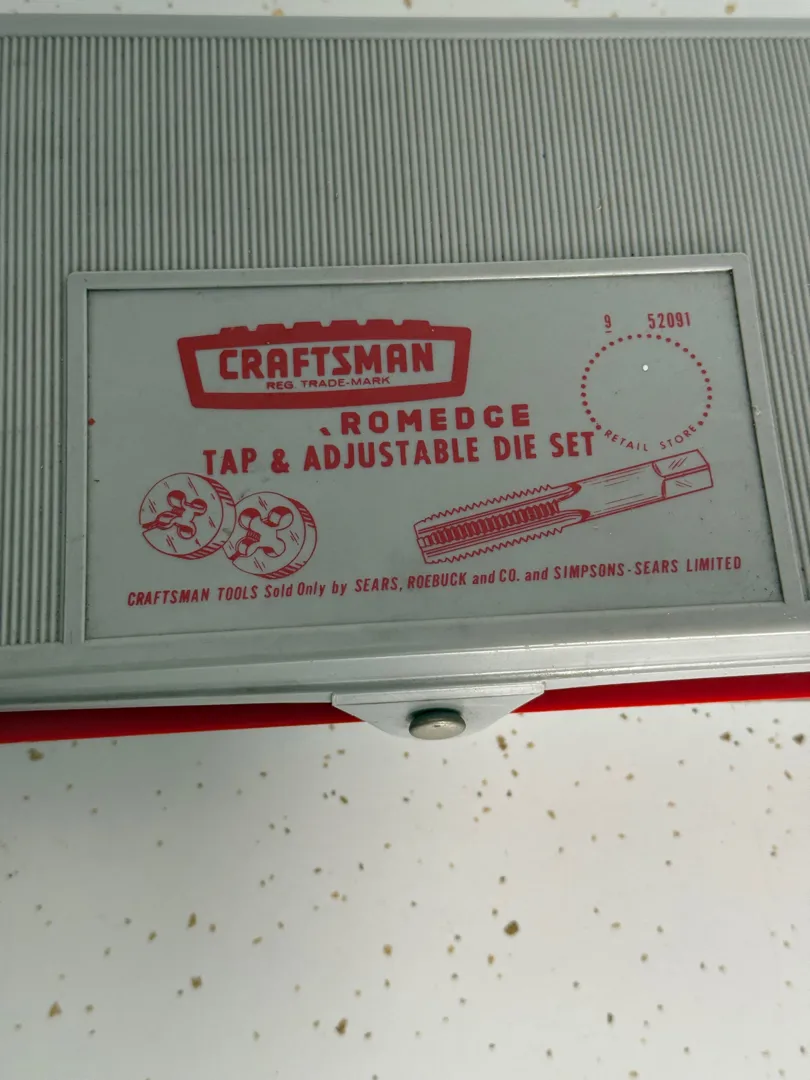 CRAFTSMAN
REG. TRADE-MARK
9 52091
RETAIL STORE
ROMEDGE
TAP & ADJUSTABLE DIE SET
CRAFTSMAN TOOLS Sold Only by SEARS, ROEBUCK and CO. and SIMPSONS-SEARS LIMITED